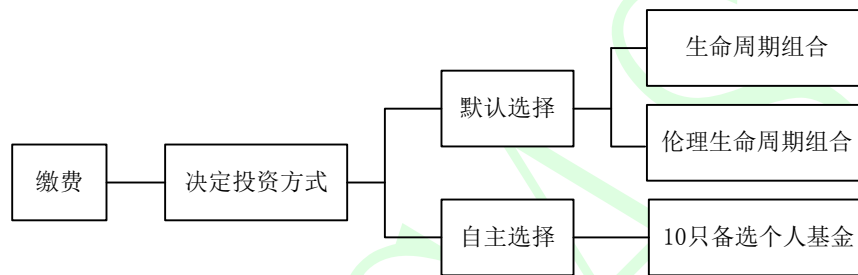 生命周期组合
默认选择
伦理生命周期组合
缴费
决定投资方式
自主选择
10只备选个人基金